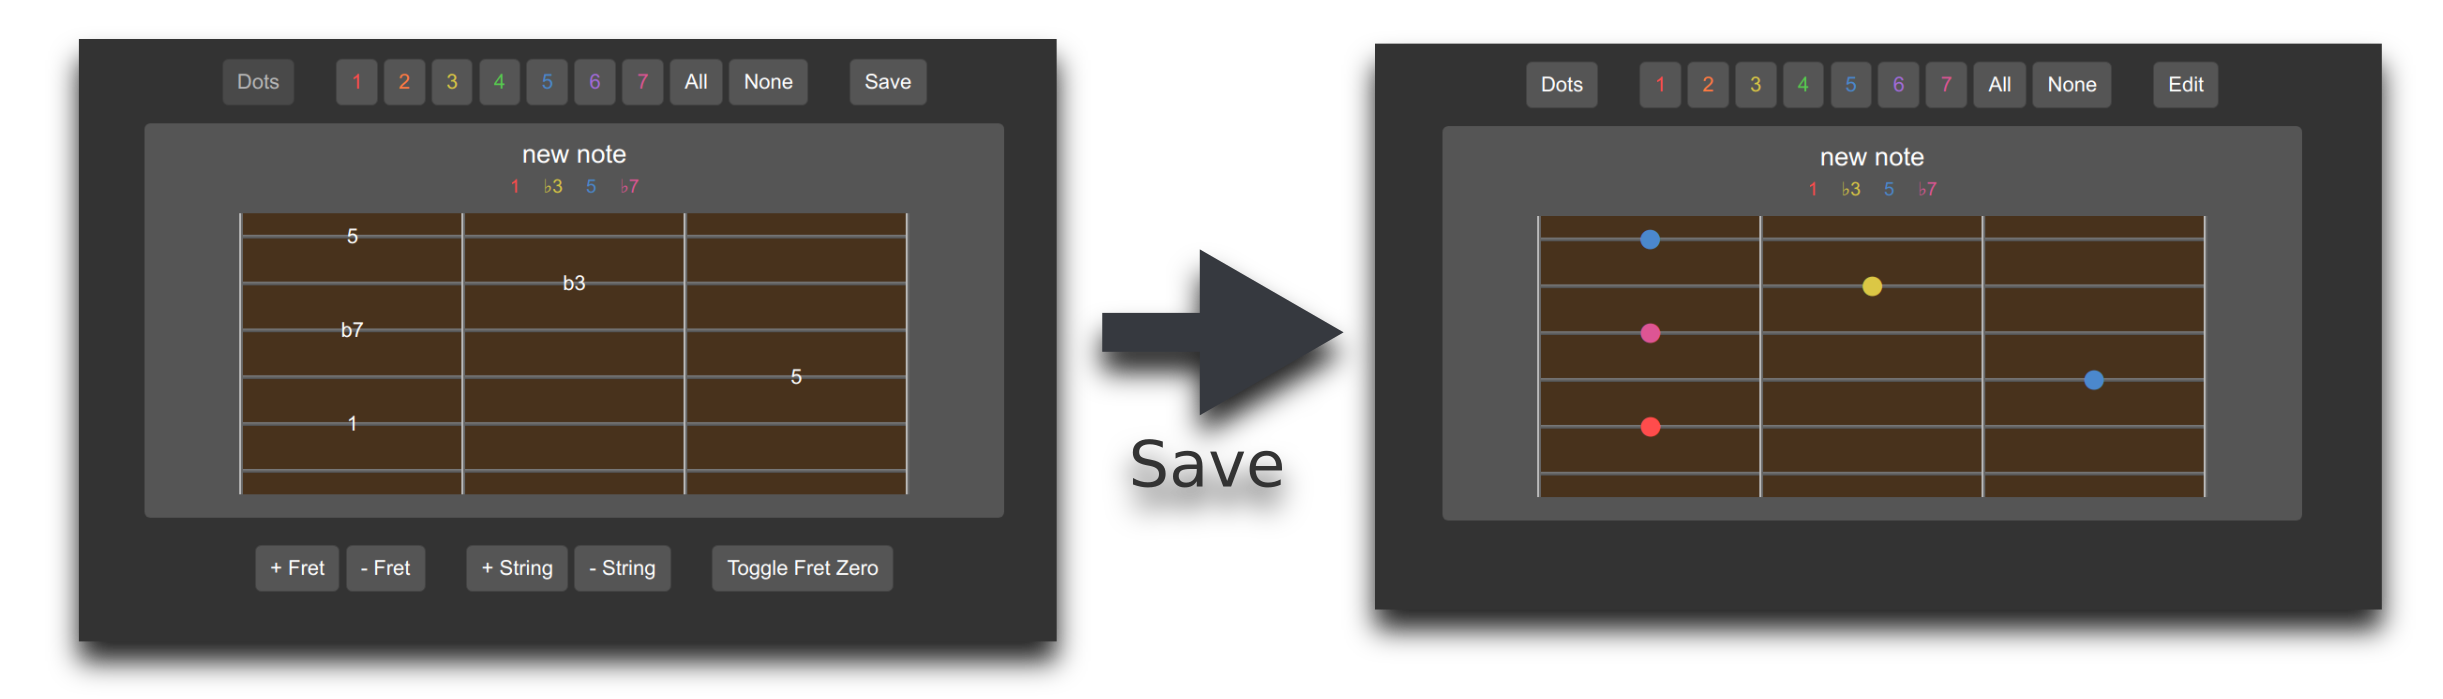 Dots 1 2 3 4 5 6 7 All None Save
new note
1 ♭3 5 ♭7
5
b3
b7
5
1
+ Fret - Fret + String - String Toggle Fret Zero
Save
Dots 1 2 3 4 5 6 7 All None Edit
new note
1 ♭3 5 ♭7